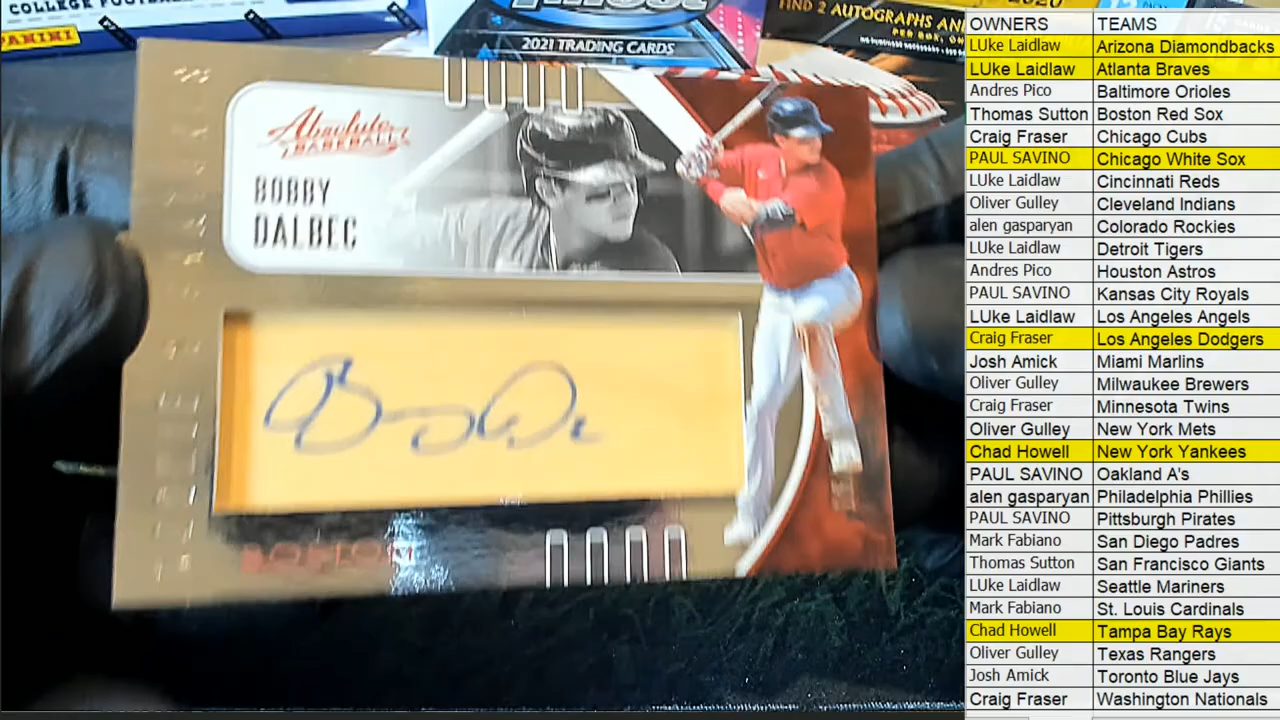 COLLEGE FOOTBALL
PANINI
Finest
2021 TRADING CARDS
2020
FIND 2 AUTOGRAPHS AN
PER BOX, ON
Absolute
BASEBALL
BOBBY
DALBEC
BOSTON
OWNERS TEAMS
LUke Laidlaw Arizona Diamondbacks
LUke Laidlaw Atlanta Braves
Andres Pico Baltimore Orioles
Thomas Sutton Boston Red Sox
Craig Fraser Chicago Cubs
PAUL SAVINO Chicago White Sox
LUke Laidlaw Cincinnati Reds
Oliver Gulley Cleveland Indians
alen gasparyan Colorado Rockies
LUke Laidlaw Detroit Tigers
Andres Pico Houston Astros
PAUL SAVINO Kansas City Royals
LUke Laidlaw Los Angeles Angels
Craig Fraser Los Angeles Dodgers
Josh Amick Miami Marlins
Oliver Gulley Milwaukee Brewers
Craig Fraser Minnesota Twins
Oliver Gulley New York Mets
Chad Howell New York Yankees
PAUL SAVINO Oakland A's
alen gasparyan Philadelphia Phillies
PAUL SAVINO Pittsburgh Pirates
Mark Fabiano San Diego Padres
Thomas Sutton San Francisco Giants
LUke Laidlaw Seattle Mariners
Mark Fabiano St. Louis Cardinals
Chad Howell Tampa Bay Rays
Oliver Gulley Texas Rangers
Josh Amick Toronto Blue Jays
Craig Fraser Washington Nationals